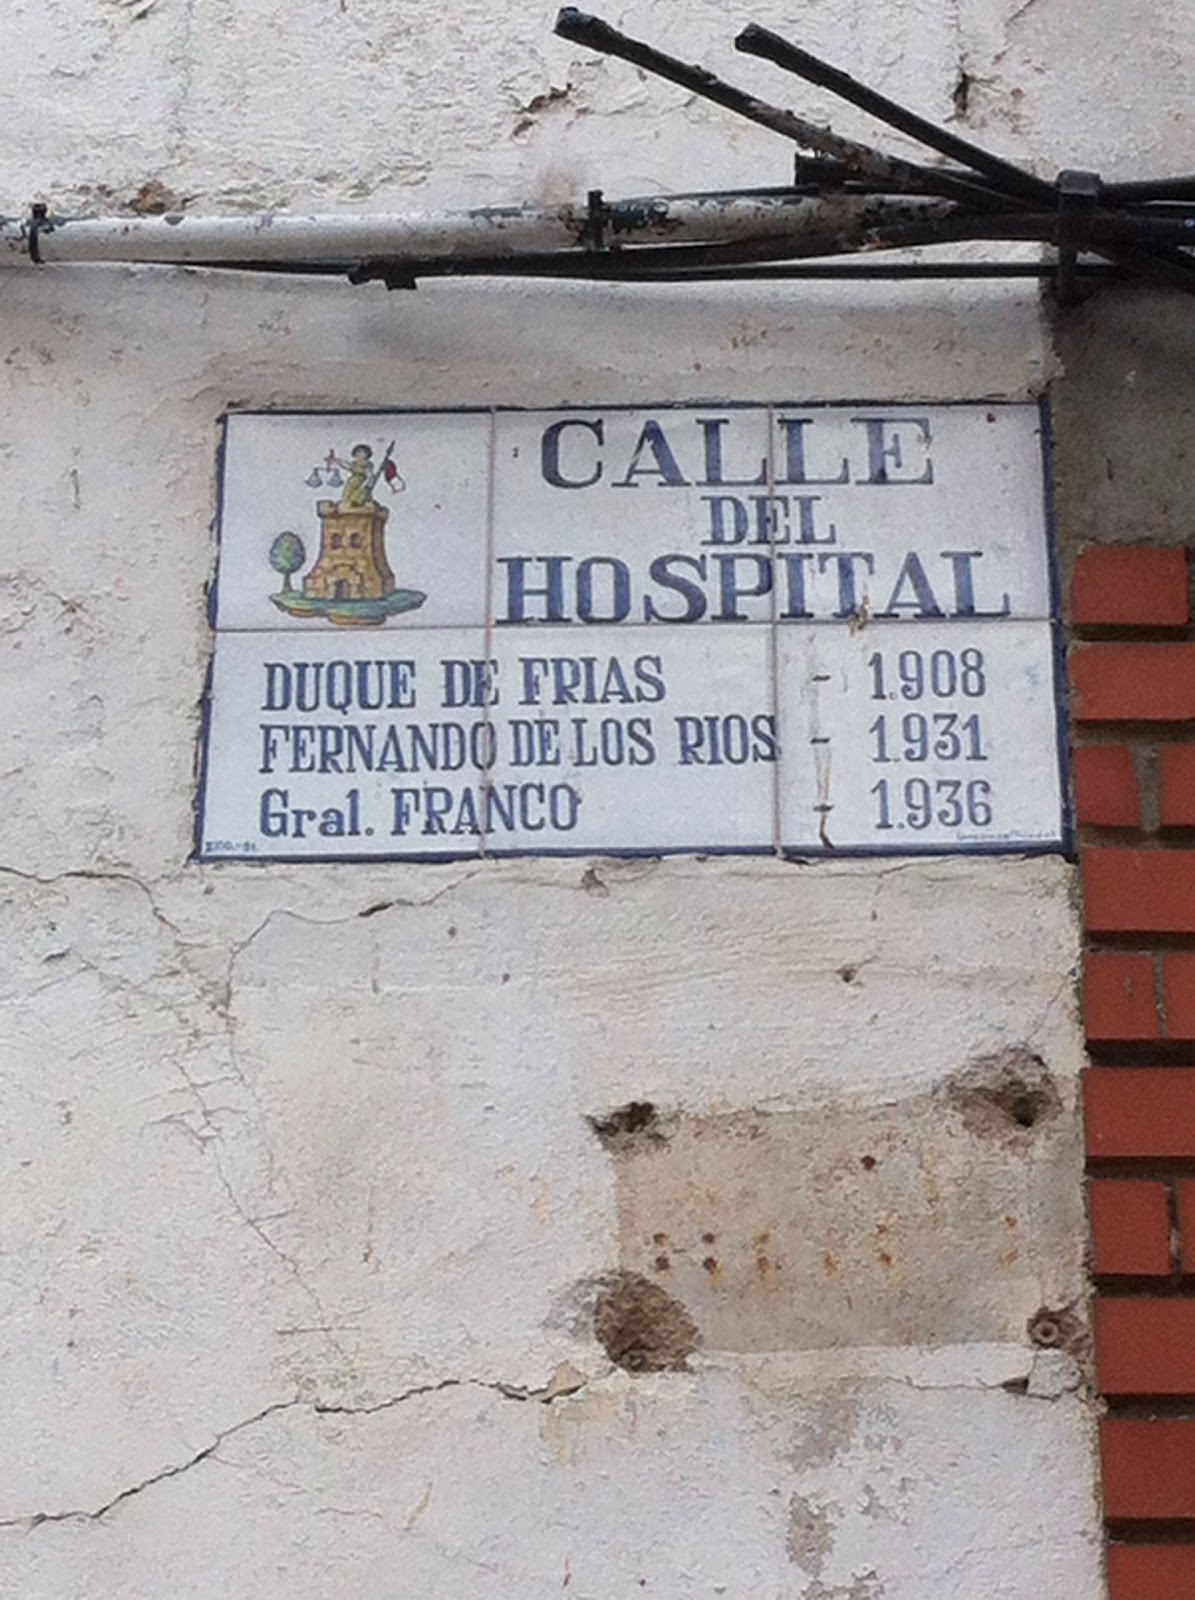 CALLE
DEL
HOSPITAL
DUQUE DE FRIAS - 1.908
FERNANDO DE LOS RIOS - 1.931
Gral. FRANCO - 1.936